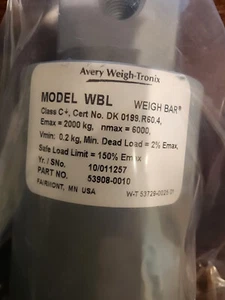 Avery Weigh-Tronix
MODEL WBL WEIGH BAR®
Class C+, Cert No. DK 0199.R60.4,
Emax = 2000 kg, nmax = 6000,
Vmin: 0.2 kg, Min. Dead Load = 2% Emax,
Safe Load Limit = 150% Emax
Yr. / SNo. 10/011257
PART NO. 53908-0010
FAIRMONT, MN USA W-T